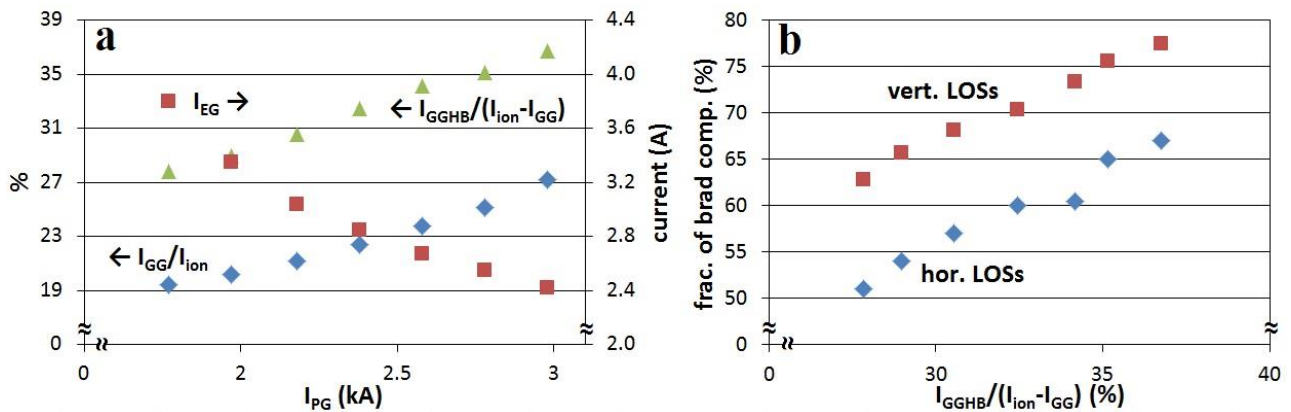 a
39
35
31
27
23
19
0
%
4.4
4.0
3.6
3.2
2.8
2.4
2.0
current (A)
I_EG →
← I_GGHB/(I_ion-I_GG)
← I_GG/I_ion
0
2
2.5
3
I_PG (kA)
b
80
75
70
65
60
55
50
0
frac. of brad comp. (%)
vert. LOSs
hor. LOSs
0
30
35
40
I_GGHB/(I_ion-I_GG) (%)